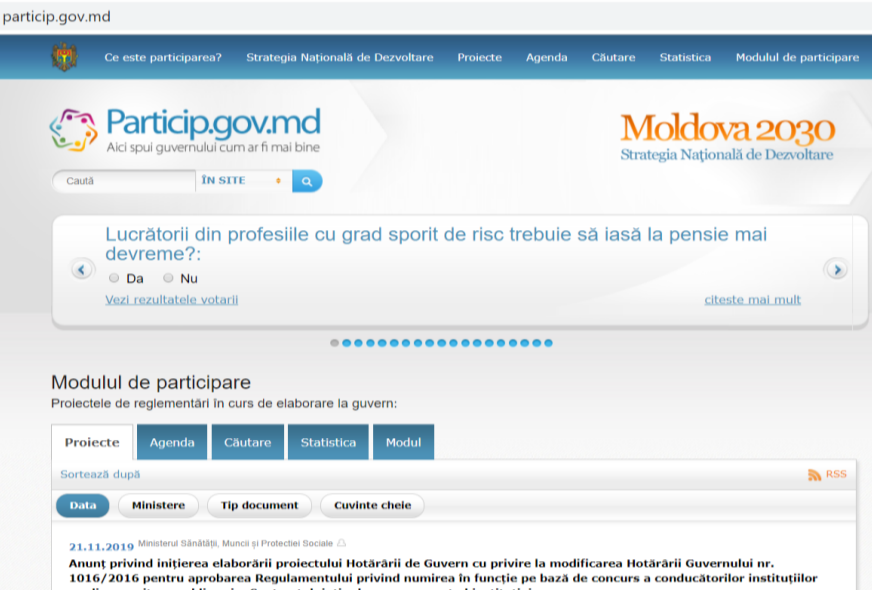 particip.gov.md
Ce este participarea? Strategia Națională de Dezvoltare Proiecte Agenda Căutare Statistica Modulul de participare
Particip.gov.md
Aici spui guvernului cum ar fi mai bine
Moldova 2030
Strategia Națională de Dezvoltare
Caută ÎN SITE
Lucrătorii din profesiile cu grad sporit de risc trebuie să iasă la pensie mai
devreme?:
Da Nu
Vezi rezultatele votarii citeste mai mult
Modulul de participare
Proiectele de reglementări în curs de elaborare la guvern:
Proiecte Agenda Căutare Statistica Modul
Sortează după RSS
Data Ministere Tip document Cuvinte cheie
21.11.2019 Ministerul Sănătății, Muncii și Protectiei Sociale
Anunț privind inițierea elaborării proiectului Hotărârii de Guvern cu privire la modificarea Hotărârii Guvernului nr.
1016/2016 pentru aprobarea Regulamentului privind numirea în funcție pe bază de concurs a conducătorilor instituțiilor